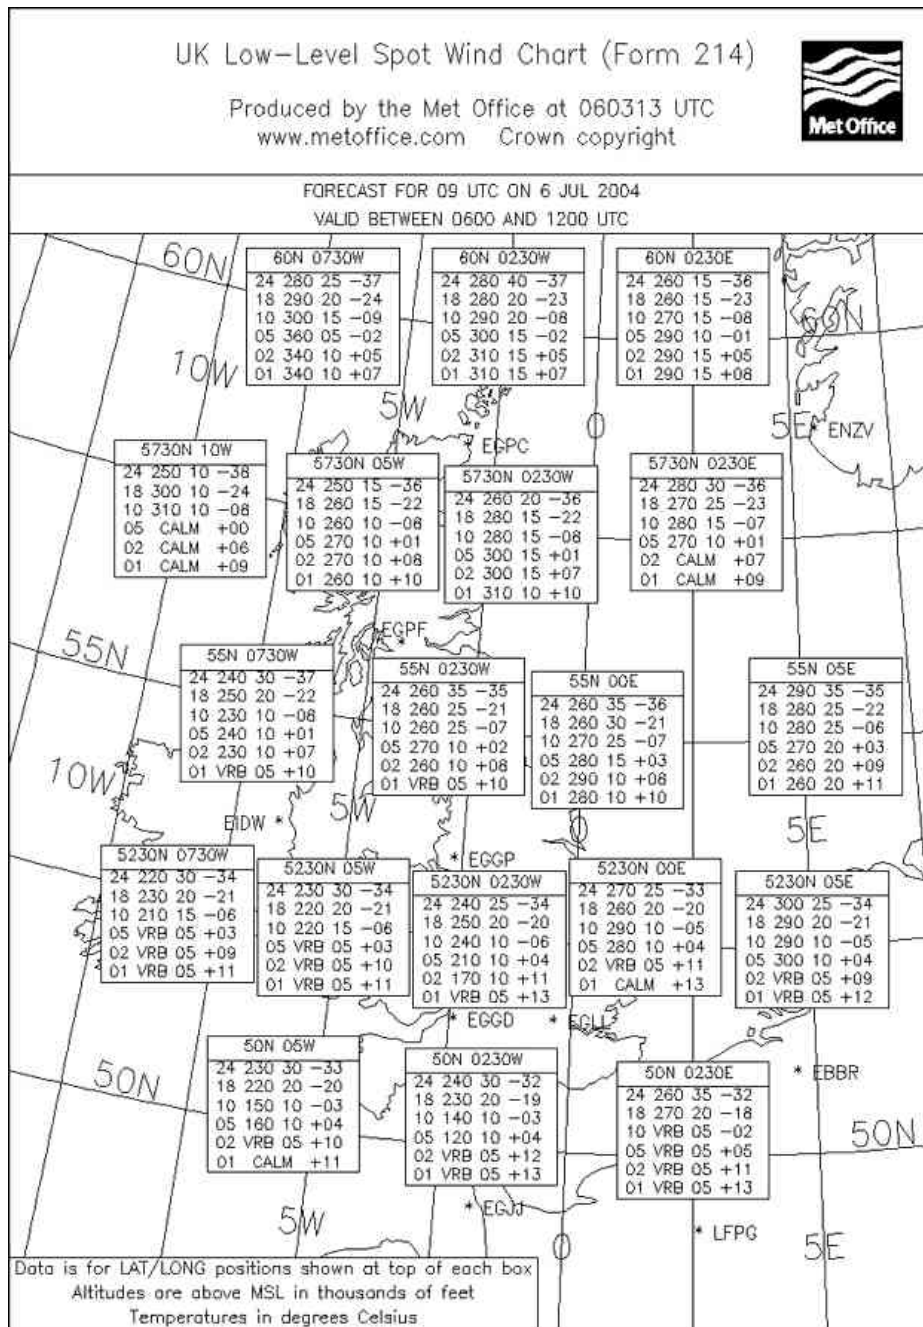 UK Low-Level Spot Wind Chart (Form 214)
Produced by the Met Office at 060313 UTC
www.metoffice.com Crown copyright
Met Office
FORECAST FOR 09 UTC ON 6 JUL 2004
VALID BETWEEN 0600 AND 1200 UTC
60N
60N 0730W
24 280 25 -37
18 290 20 -24
10 300 15 -09
05 360 05 -02
02 340 10 +05
01 340 10 +07
60N 0230W
24 280 40 -37
18 280 20 -23
10 290 20 -08
05 300 15 -02
02 310 15 +05
01 310 15 +07
60N 0230E
24 260 15 -36
18 260 15 -23
10 270 15 -08
05 290 10 -01
02 290 15 +05
01 290 15 +08
60N
10W
5W
0
5E
* ENZV
* EGPC
5730N 10W
24 250 10 -38
18 300 10 -24
10 310 10 -08
05 CALM +00
02 CALM +06
01 CALM +09
5730N 05W
24 250 15 -36
18 260 15 -22
10 260 10 -08
05 270 10 +01
02 270 10 +08
01 260 10 +10
5730N 0230W
24 260 20 -36
18 280 15 -22
10 280 15 -08
05 300 15 +01
02 300 15 +07
01 310 10 +10
5730N 0230E
24 280 30 -36
18 270 25 -23
10 280 15 -07
05 270 10 +01
02 CALM +07
01 CALM +09
EGPF
*
55N
55N 0730W
24 240 30 -37
18 250 20 -22
10 230 10 -08
05 240 10 +01
02 230 10 +07
01 VRB 05 +10
55N 0230W
24 260 35 -35
18 260 25 -21
10 260 25 -07
05 270 10 +02
02 260 10 +08
01 VRB 05 +10
55N 00E
24 260 35 -36
18 260 30 -21
10 270 25 -07
05 280 15 +03
02 290 10 +08
01 280 10 +10
55N 05E
24 290 35 -35
18 280 25 -22
10 280 25 -06
05 270 20 +03
02 260 20 +09
01 260 20 +11
10W
5W
0
5E
EIDW *
* EGGP
5230N 0730W
24 220 30 -34
18 230 20 -21
10 210 15 -06
05 VRB 05 +03
02 VRB 05 +09
01 VRB 05 +11
5230N 05W
24 230 30 -34
18 220 20 -21
10 220 15 -06
05 VRB 05 +03
02 VRB 05 +10
01 VRB 05 +11
5230N 0230W
24 240 25 -34
18 250 20 -20
10 240 10 -06
05 210 10 +04
02 170 10 +11
01 VRB 05 +13
5230N 00E
24 270 25 -33
18 260 20 -20
10 290 10 -05
05 280 10 +04
02 VRB 05 +11
01 CALM +13
5230N 05E
24 300 25 -34
18 290 20 -21
10 290 10 -05
05 300 10 +04
02 VRB 05 +09
01 VRB 05 +12
* EGGD
* EGLL
* EBBR
50N
50N 05W
24 230 30 -33
18 220 20 -20
10 150 10 -03
05 160 10 +04
02 VRB 05 +10
01 CALM +11
50N 0230W
24 240 30 -32
18 230 20 -19
10 140 10 -03
05 120 10 +04
02 VRB 05 +12
01 VRB 05 +13
50N 0230E
24 260 35 -32
18 270 20 -18
10 VRB 05 -02
05 VRB 05 +05
02 VRB 05 +11
01 VRB 05 +13
50N
5W
* EGJJ
0
* LFPG
5E
Data is for LAT/LONG positions shown at top of each box
Altitudes are above MSL in thousands of feet
Temperatures in degrees Celsius